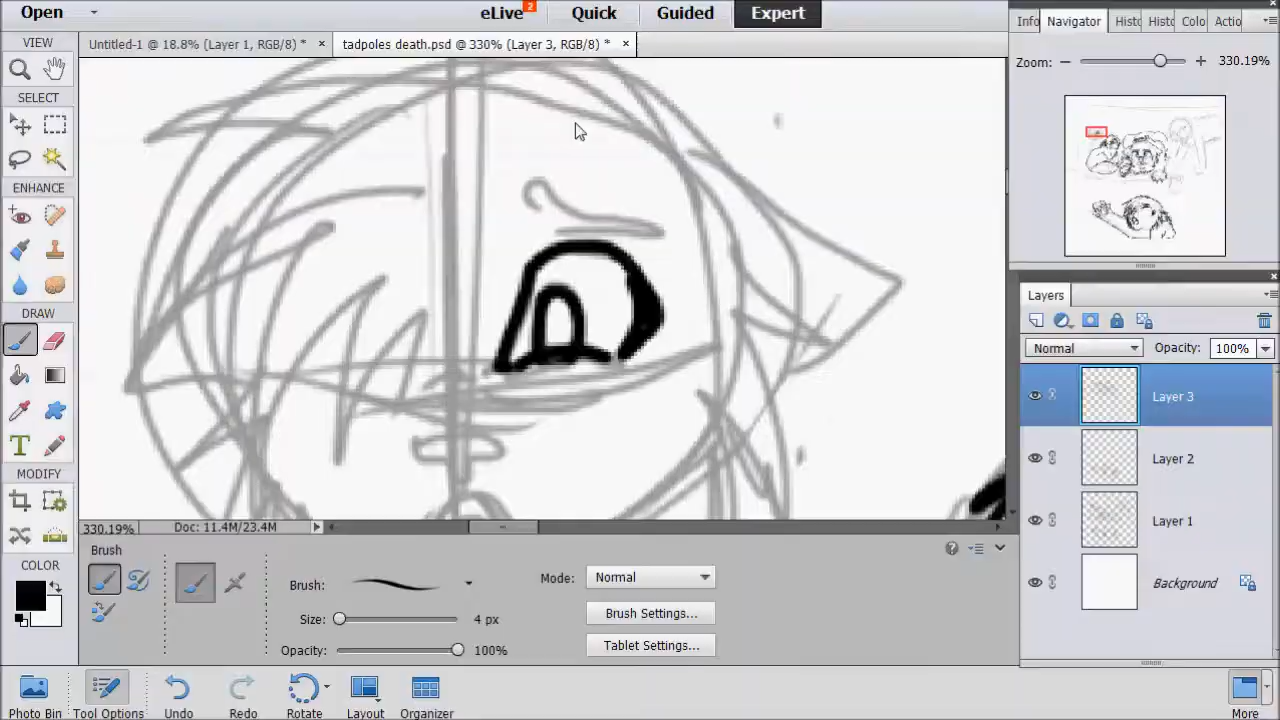 Open
eLive 2 Quick Guided Expert
VIEW
Untitled-1 @ 18.8% (Layer 1, RGB/8) * ×
tadpoles death.psd @ 330% (Layer 3, RGB/8) * ×
SELECT
ENHANCE
DRAW
T
MODIFY
COLOR
330.19% Doc: 11.4M/23.4M
Brush
Brush:
Size: 4 px
Opacity: 100%
Mode: Normal
Brush Settings...
Tablet Settings...
Info Navigator Histo Histo Colo Actio
Zoom: 330.19%
Layers
Normal Opacity: 100%
Layer 3
Layer 2
Layer 1
Background
Photo Bin Tool Options Undo Redo Rotate Layout Organizer More